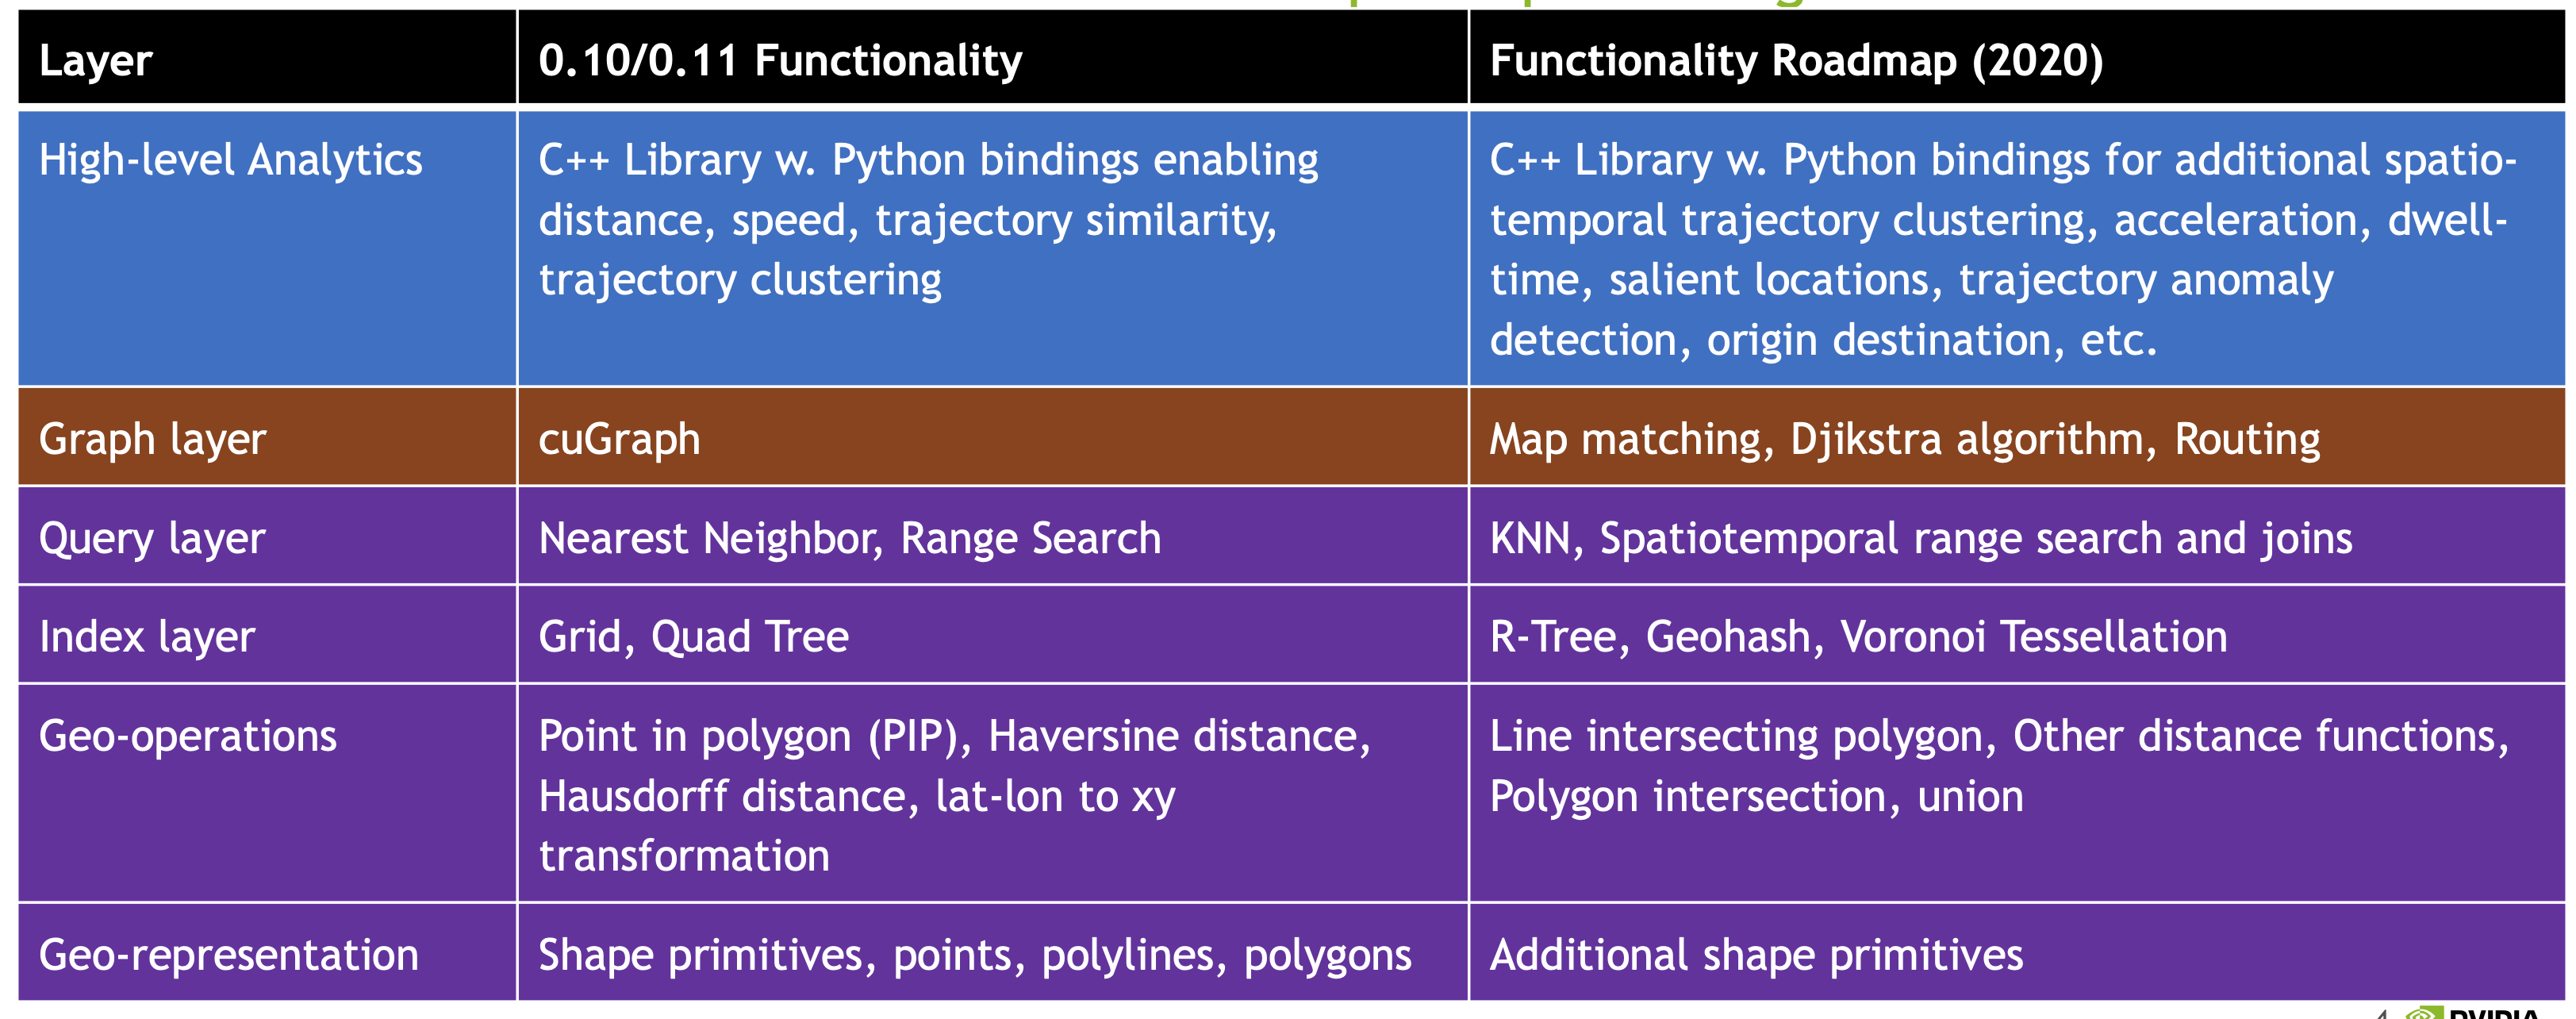 Layer
0.10/0.11 Functionality
Functionality Roadmap (2020)
High-level Analytics
C++ Library w. Python bindings enabling
distance, speed, trajectory similarity,
trajectory clustering
C++ Library w. Python bindings for additional spatio-
temporal trajectory clustering, acceleration, dwell-
time, salient locations, trajectory anomaly
detection, origin destination, etc.
Graph layer
cuGraph
Map matching, Djikstra algorithm, Routing
Query layer
Nearest Neighbor, Range Search
KNN, Spatiotemporal range search and joins
Index layer
Grid, Quad Tree
R-Tree, Geohash, Voronoi Tessellation
Geo-operations
Point in polygon (PIP), Haversine distance,
Hausdorff distance, lat-lon to xy
transformation
Line intersecting polygon, Other distance functions,
Polygon intersection, union
Geo-representation
Shape primitives, points, polylines, polygons
Additional shape primitives
4
NVIDIA